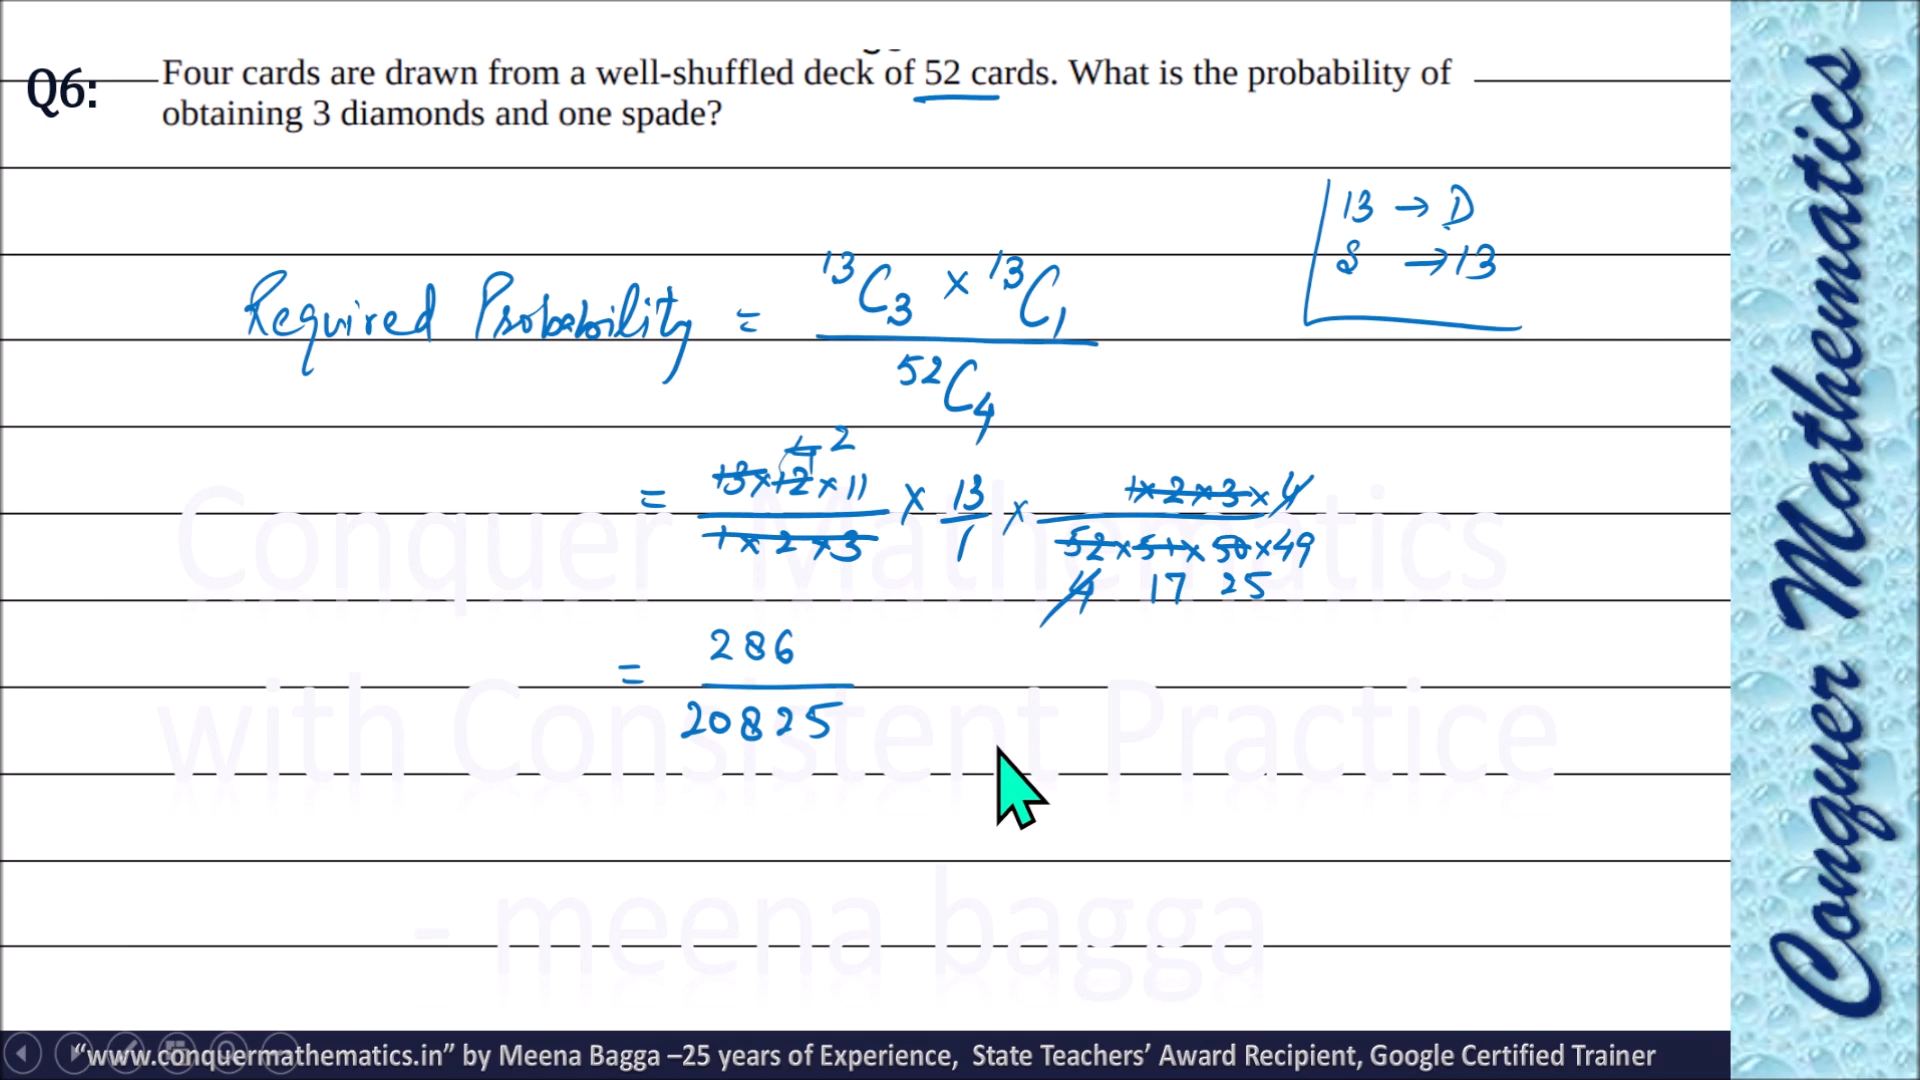 Q6:
Four cards are drawn from a well-shuffled deck of 52 cards. What is the probability of
obtaining 3 diamonds and one spade?
13 → D
S → 13
Required Probability = ¹³C₃ × ¹³C₁
⁵²C₄
4 2
= 13×12×11 × 13 × 1×2×3×4
1×2×3 1 52×51×50×49
4 17 25
= 286
20825
Conquer Mathematics
with Consistent Practice
- meena bagga
Conquer Mathematics
“www.conquermathematics.in” by Meena Bagga –25 years of Experience, State Teachers’ Award Recipient, Google Certified Trainer